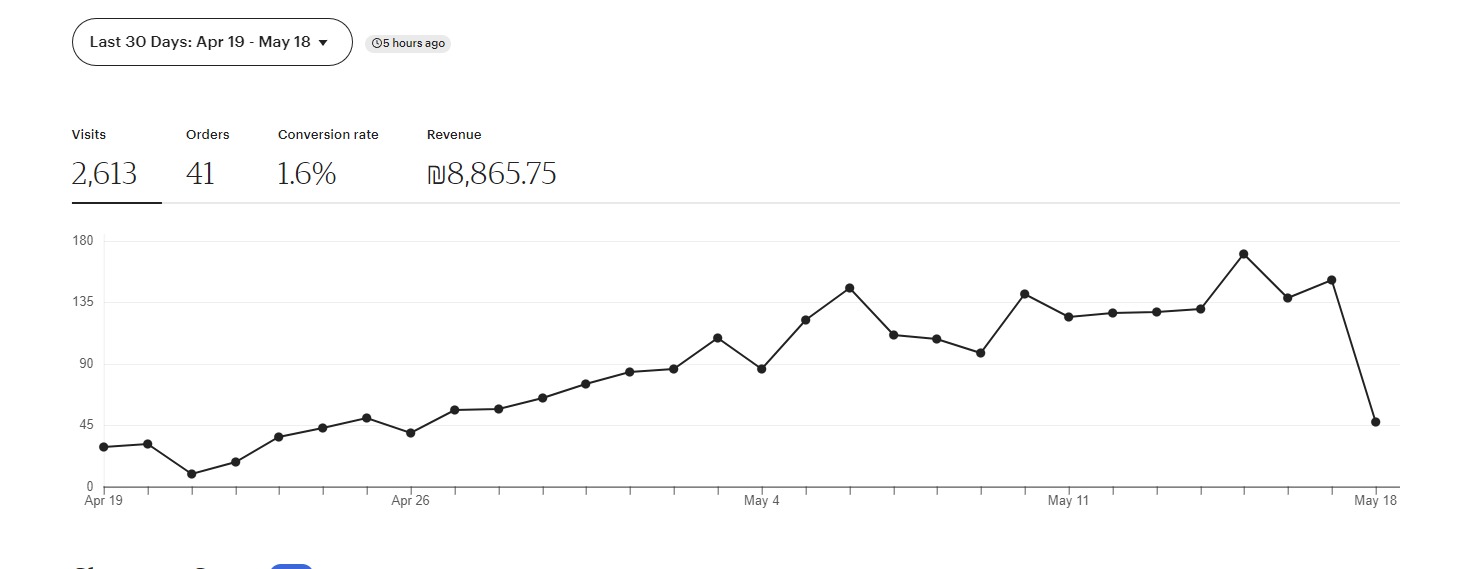 Last 30 Days: Apr 19 - May 18
5 hours ago
Visits Orders Conversion rate Revenue
2,613 41 1.6% ₪8,865.75
180
135
90
45
0
Apr 19 Apr 26 May 4 May 11 May 18